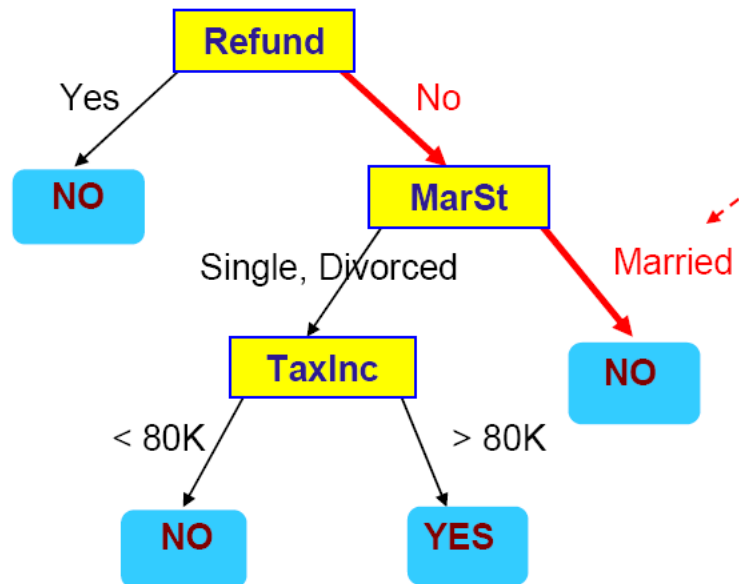 Refund
Yes
No
NO
MarSt
Single, Divorced
Married
TaxInc
NO
< 80K
> 80K
NO
YES